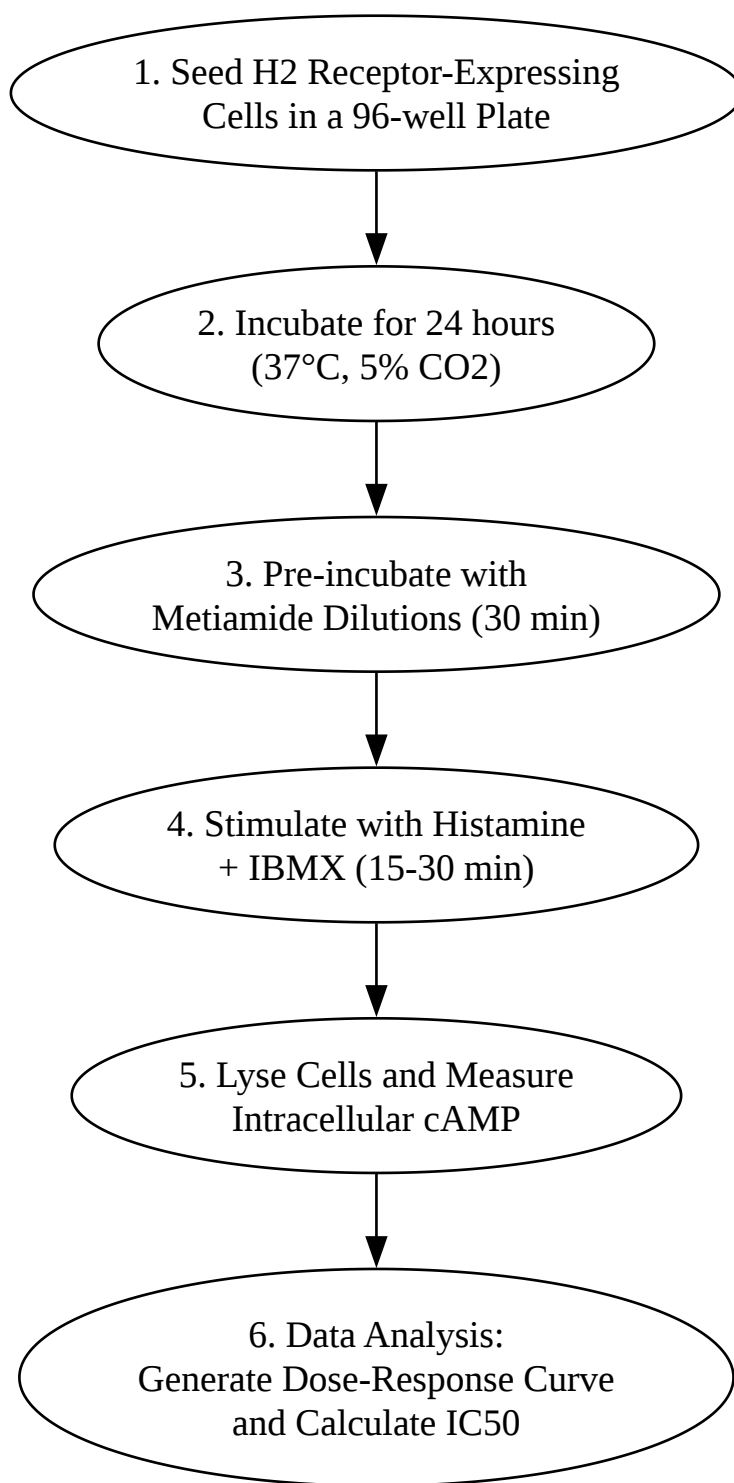 1. Seed H2 Receptor-Expressing
Cells in a 96-well Plate
2. Incubate for 24 hours
(37°C, 5% CO2)
3. Pre-incubate with
Metiamide Dilutions (30 min)
4. Stimulate with Histamine
+ IBMX (15-30 min)
5. Lyse Cells and Measure
Intracellular cAMP
6. Data Analysis:
Generate Dose-Response Curve
and Calculate IC50